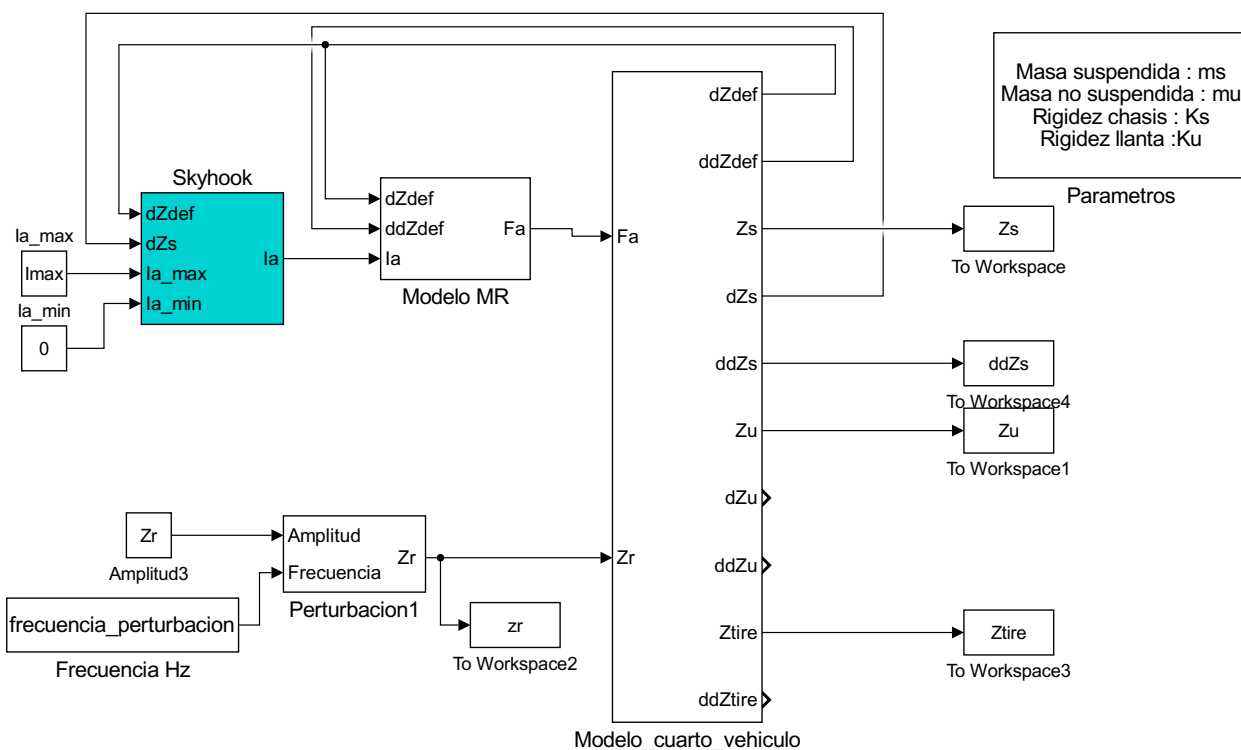 Masa suspendida : ms
Masa no suspendida : mu
Rigidez chasis : Ks
Rigidez llanta :Ku
Parametros
Skyhook
dZdef
dZs
Ia_max
Ia_min
Ia
Ia_max
Imax
Ia_min
0
dZdef
ddZdef
Ia
Fa
Modelo MR
Fa
Zr
dZdef
ddZdef
Zs
dZs
ddZs
Zu
dZu
ddZu
Ztire
ddZtire
Modelo_cuarto_vehiculo
Zs
To Workspace
ddZs
To Workspace4
Zu
To Workspace1
Ztire
To Workspace3
Zr
Amplitud3
frecuencia_perturbacion
Frecuencia Hz
Amplitud
Frecuencia
Zr
Perturbacion1
zr
To Workspace2